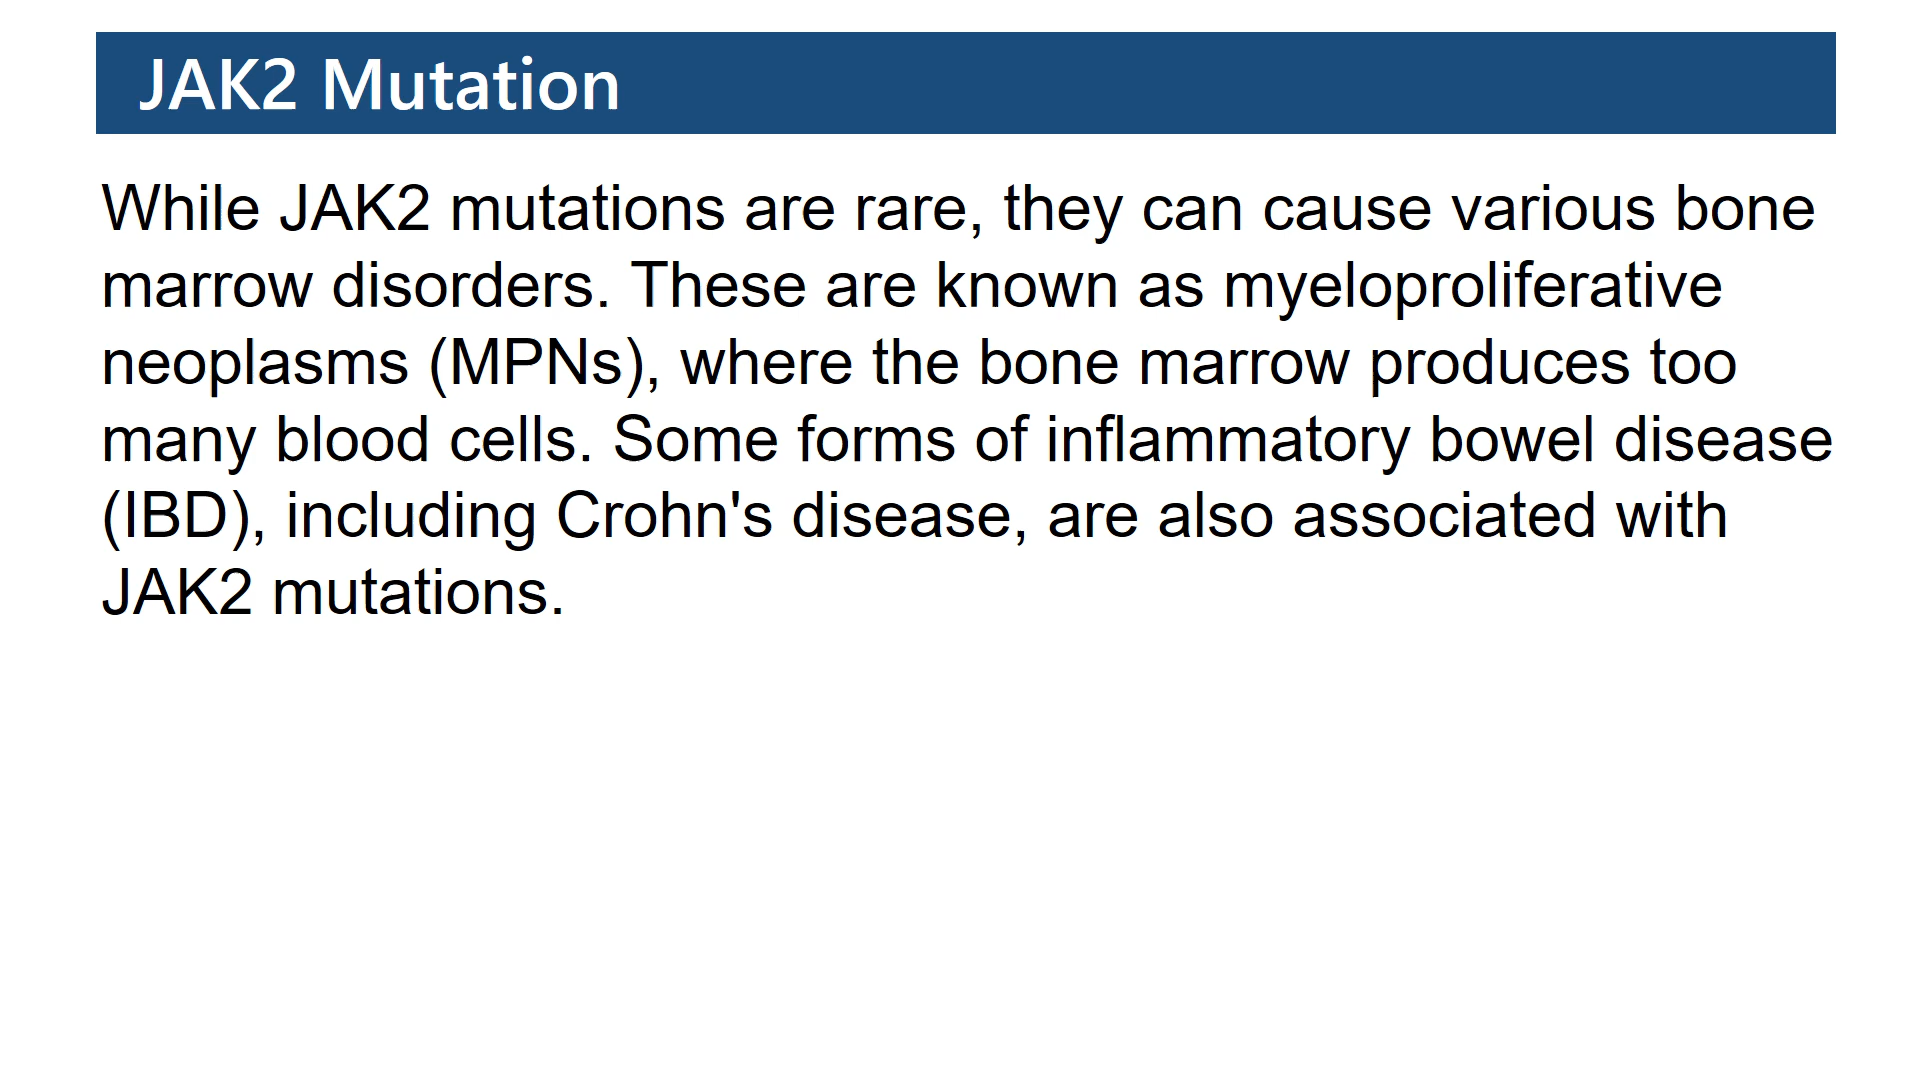 JAK2 Mutation
While JAK2 mutations are rare, they can cause various bone
marrow disorders. These are known as myeloproliferative
neoplasms (MPNs), where the bone marrow produces too
many blood cells. Some forms of inflammatory bowel disease
(IBD), including Crohn's disease, are also associated with
JAK2 mutations.